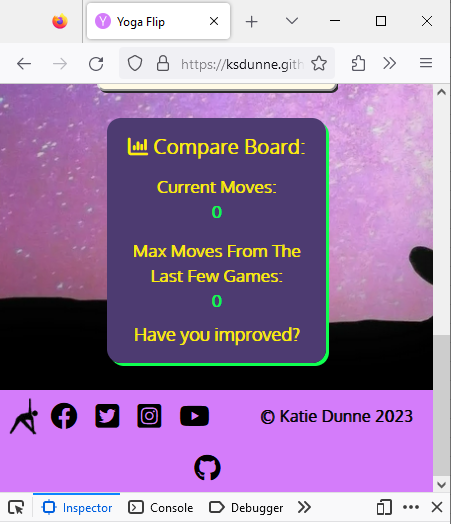 Yoga Flip
https://ksdunne.gith
Compare Board:
Current Moves:
0
Max Moves From The
Last Few Games:
0
Have you improved?
© Katie Dunne 2023
Inspector
Console
Debugger